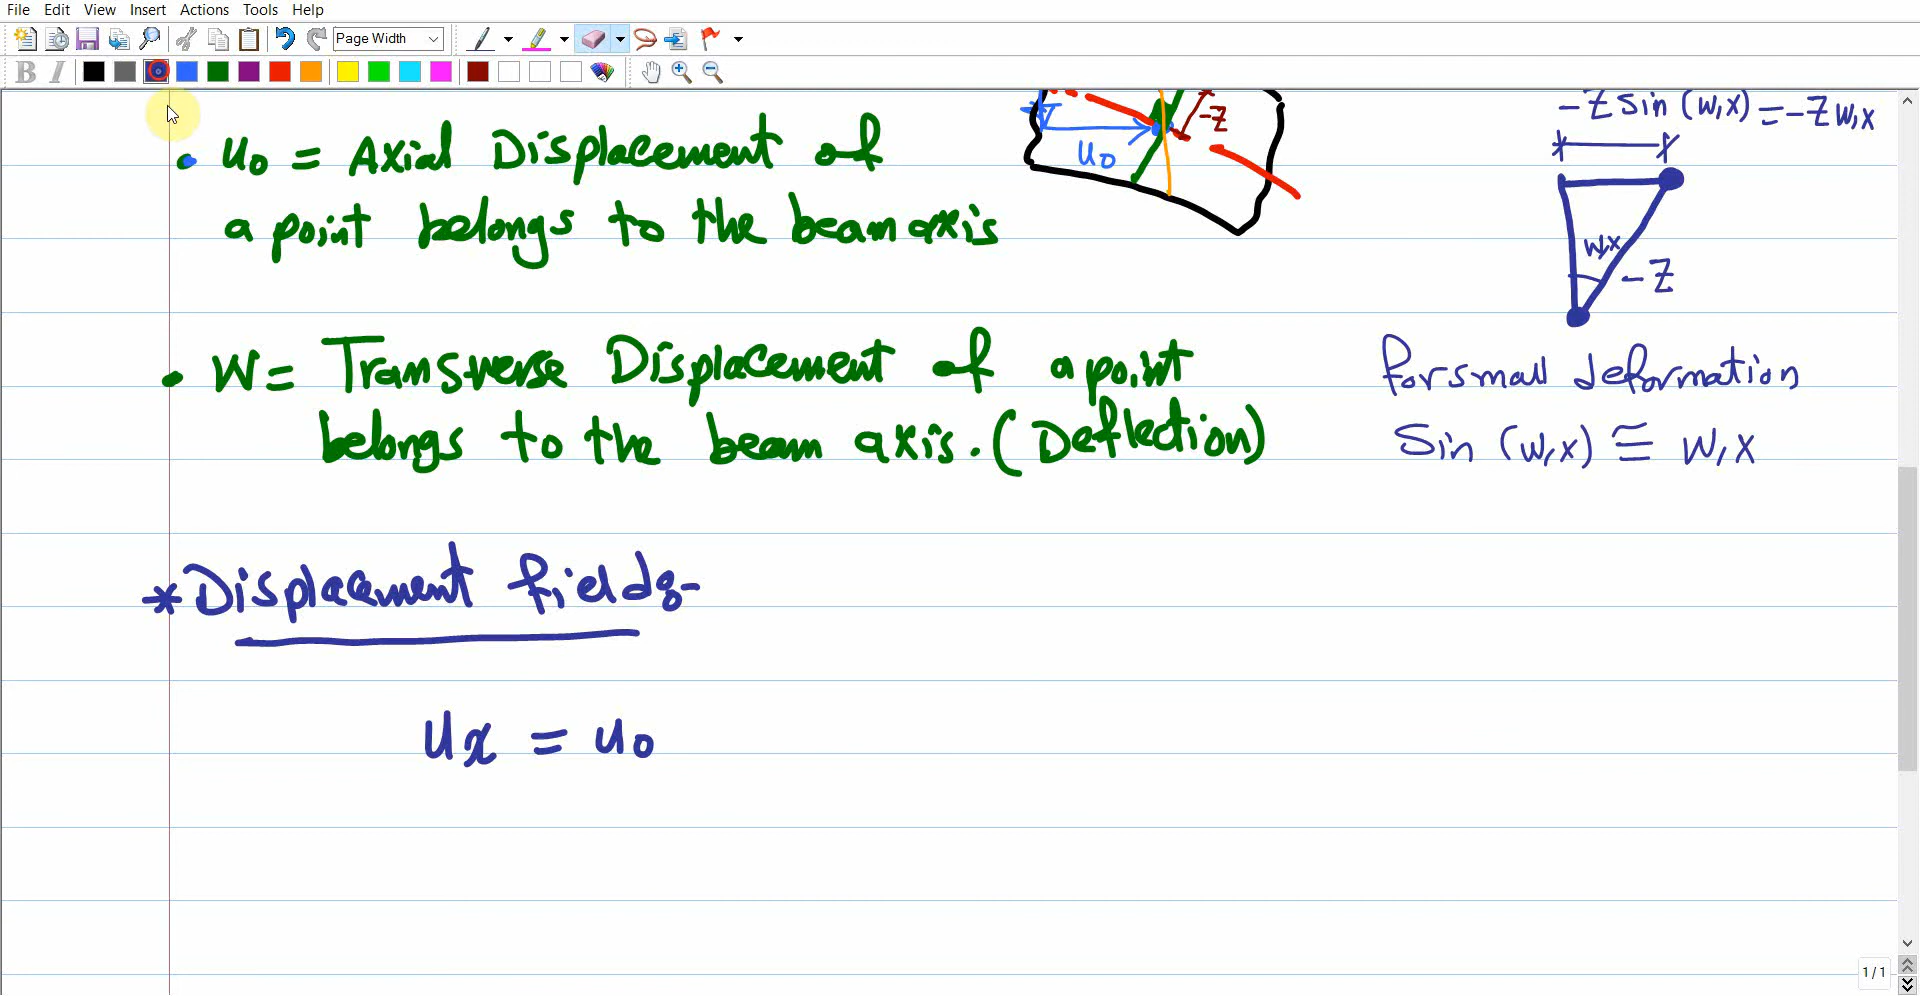 File Edit View Insert Actions Tools Help
Page Width
B I
• u₀ = Axial Displacement of
a point belongs to the beam axis
u₀
-Z
-Z sin (w,x) = -Z w,x
w,x
-Z
• W = Transverse Displacement of a point
belongs to the beam axis. (Deflection)
for small deformation
Sin (w,x) ≅ w,x
* Displacement field:-
Ux = u₀
1 / 1